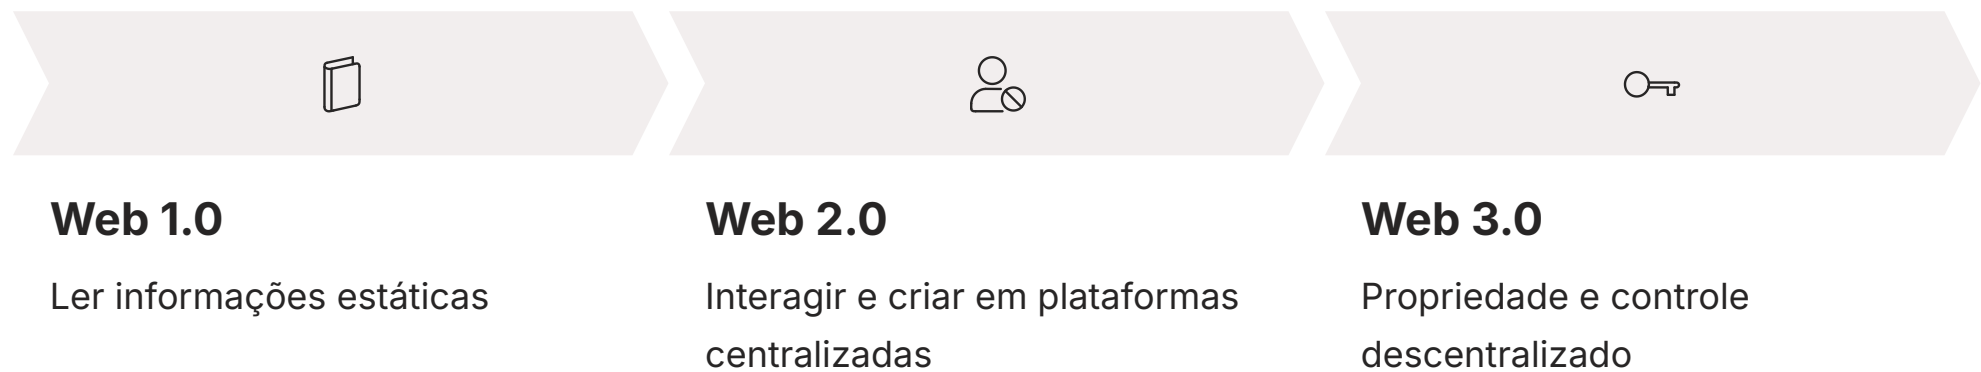 Web 1.0
Ler informações estáticas
Web 2.0
Interagir e criar em plataformas
centralizadas
Web 3.0
Propriedade e controle
descentralizado